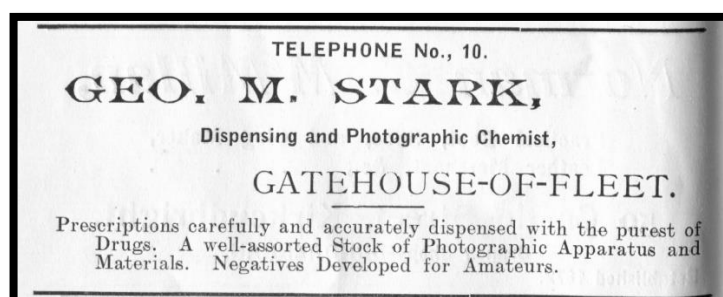 TELEPHONE No., 10.
GEO. M. STARK,
Dispensing and Photographic Chemist,
GATEHOUSE-OF-FLEET.
Prescriptions carefully and accurately dispensed with the purest of
Drugs. A well-assorted Stock of Photographic Apparatus and
Materials. Negatives Developed for Amateurs.